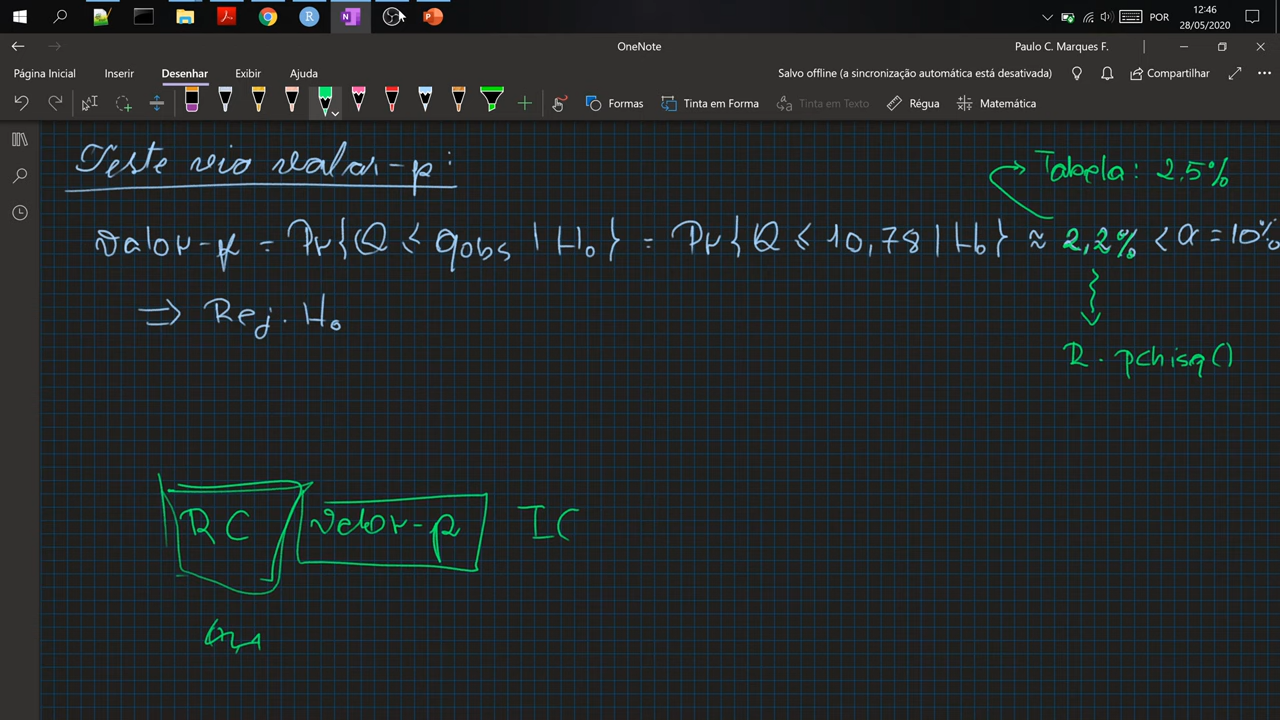 12:46
POR
28/05/2020
OneNote
Paulo C. Marques F.
Página Inicial Inserir Desenhar Exibir Ajuda
Salvo offline (a sincronização automática está desativada)
Compartilhar
Formas Tinta em Forma Tinta em Texto Régua Matemática
Teste via valor-p:
Tabela: 2.5%
Valor-p = Pr{Q ≤ qobs | H₀} = Pr{Q ≤ 10,78 | H₀} ≈ 2,2% < α = 10%
⇒ Rej. H₀
R. pchisq()
RC valor-p IC